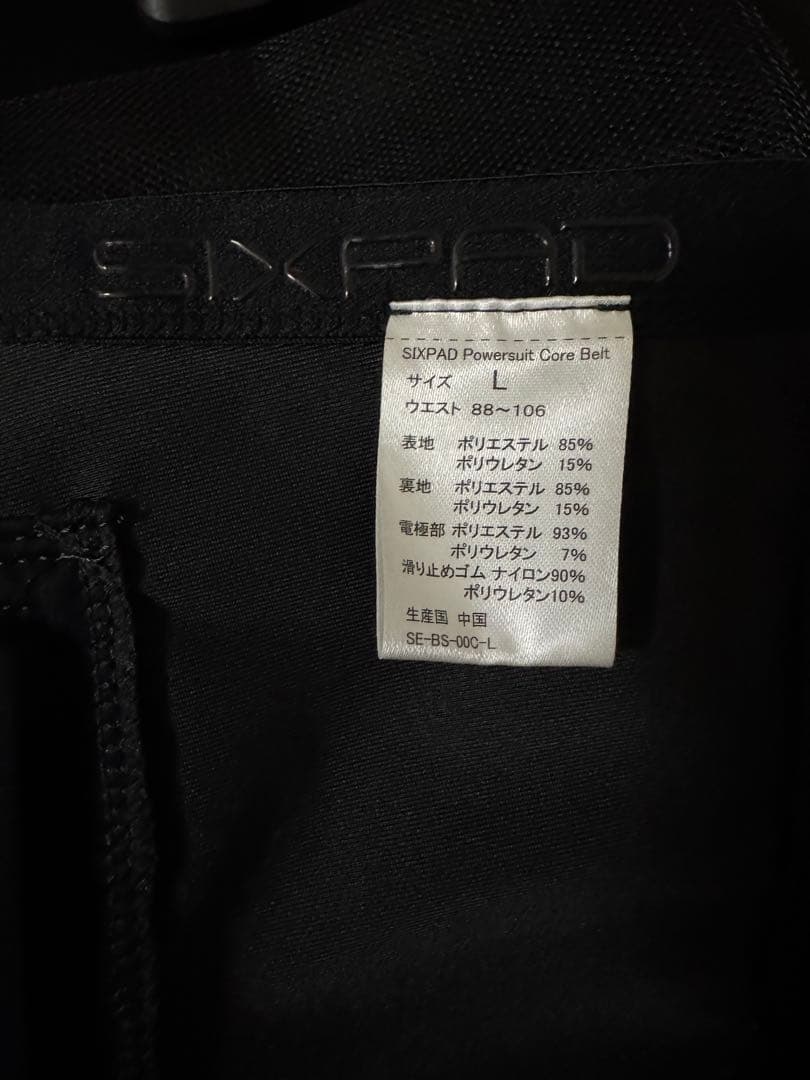 SIXPAD
SIXPAD Powersuit Core Belt
サイズ L
ウエスト 88～106
表地 ポリエステル 85%
ポリウレタン 15%
裏地 ポリエステル 85%
ポリウレタン 15%
電極部 ポリエステル 93%
ポリウレタン 7%
滑り止めゴム ナイロン90%
ポリウレタン10%
生産国 中国
SE-BS-00C-L